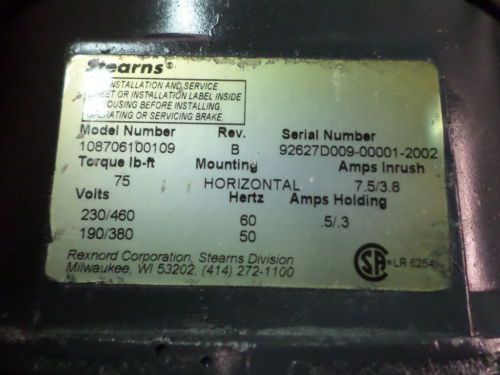 Stearns®
INSTALLATION AND SERVICE
SHEET OR INSTALLATION LABEL INSIDE
HOUSING BEFORE INSTALLING,
OPERATING OR SERVICING BRAKE.
Model Number Rev. Serial Number
108706100109 B 92627D009-00001-2002
Torque lb-ft Mounting Amps Inrush
75 HORIZONTAL 7.5/3.8
Volts Hertz Amps Holding
230/460 60 .5/.3
190/380 50
Rexnord Corporation, Stearns Division
Milwaukee, WI 53202, (414) 272-1100
SA LR 6254